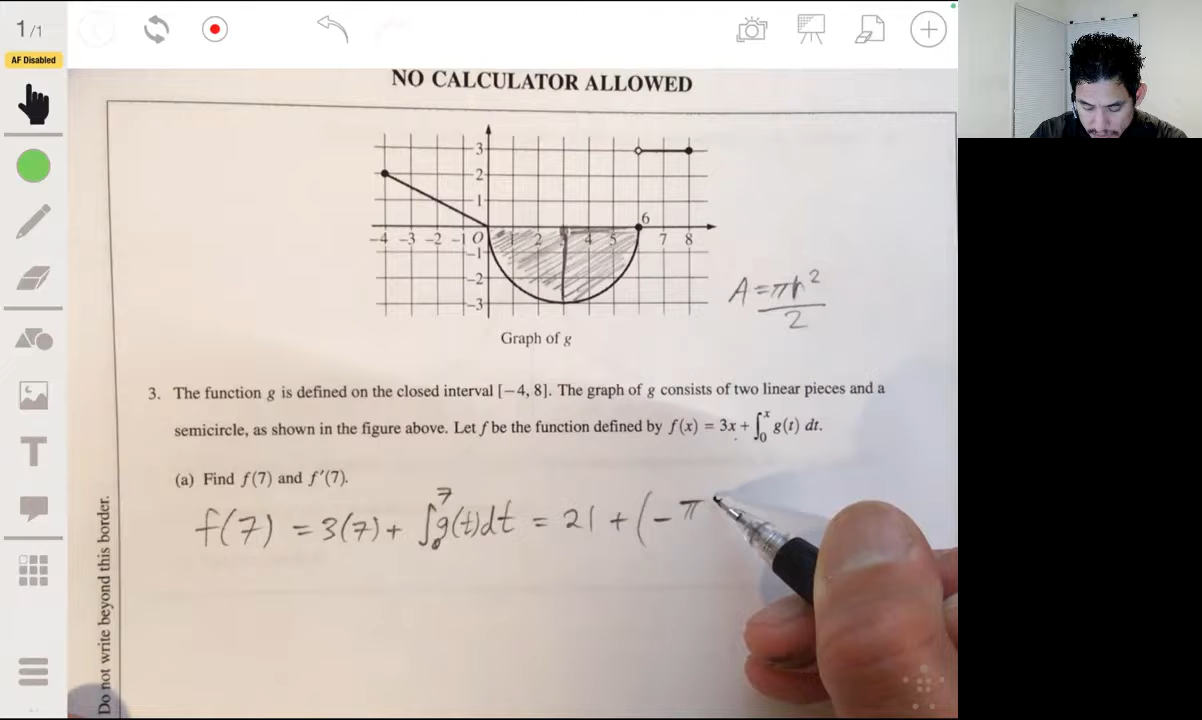 1/1
AF Disabled
NO CALCULATOR ALLOWED
3
2
1
6
-4 -3 -2 -1 O 1 2 3 4 5 7 8
-1
-2
-3
A = πr²
2
Graph of g
3. The function g is defined on the closed interval [−4, 8]. The graph of g consists of two linear pieces and a
semicircle, as shown in the figure above. Let f be the function defined by f(x) = 3x + ∫₀ˣ g(t) dt.
(a) Find f(7) and f′(7).
f(7) = 3(7) + ∫₀⁷ g(t)dt = 21 + (−π
Do not write beyond this border.
T